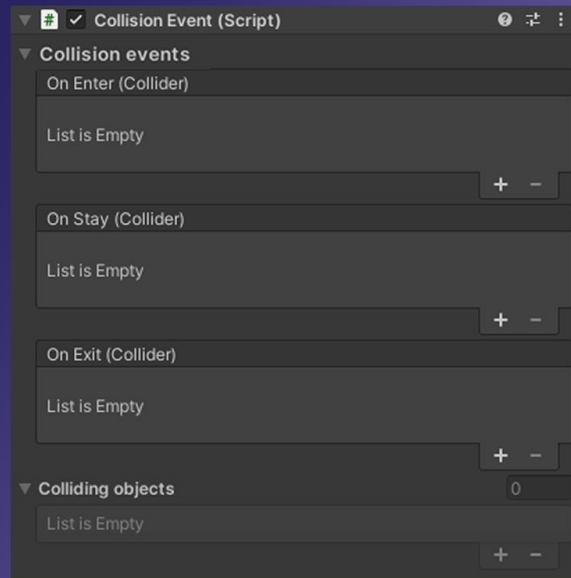 Collision Event (Script)
Collision events
On Enter (Collider)
List is Empty
On Stay (Collider)
List is Empty
On Exit (Collider)
List is Empty
Colliding objects 0
List is Empty